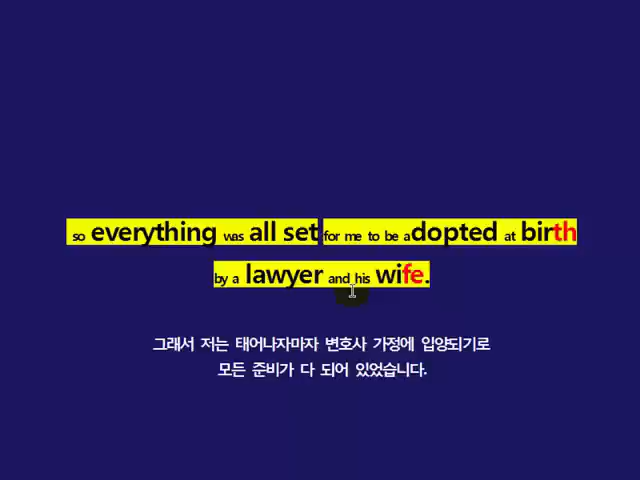 so everything was all set for me to be adopted at birth
by a lawyer and his wife.
그래서 저는 태어나자마자 변호사 가정에 입양되기로
모든 준비가 다 되어 있었습니다.